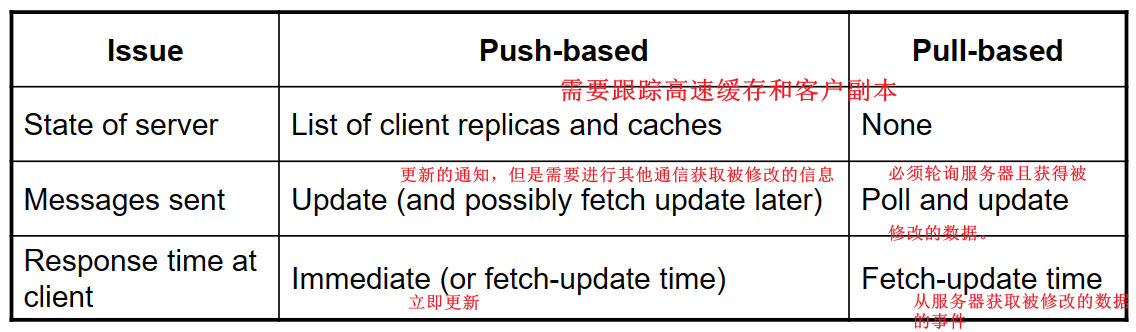 Issue Push-based Pull-based
需要跟踪高速缓存和客户副本
State of server List of client replicas and caches None
更新的通知，但是需要进行其他通信获取被修改的信息 必须轮询服务器且获得被
Messages sent Update (and possibly fetch update later) Poll and update
修改的数据。
Response time at
client Immediate (or fetch-update time) Fetch-update time
立即更新 从服务器获取被修改的数据
的事件